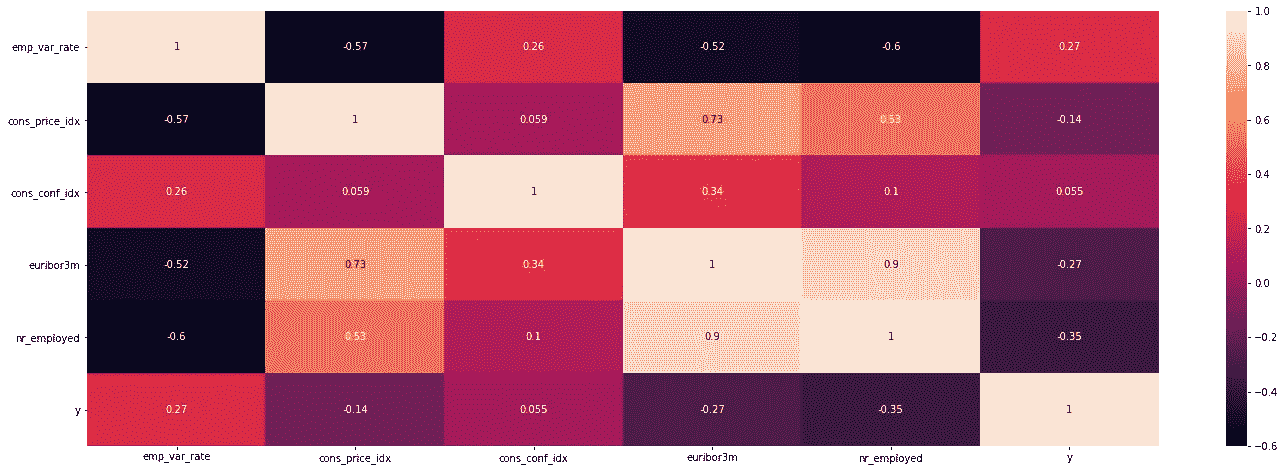 emp_var_rate 1 -0.57 0.26 -0.52 -0.6 0.27
cons_price_idx -0.57 1 0.059 0.73 0.53 -0.14
cons_conf_idx 0.26 0.059 1 0.34 0.1 0.055
euribor3m -0.52 0.73 0.34 1 0.9 -0.27
nr_employed -0.6 0.53 0.1 0.9 1 -0.35
y 0.27 -0.14 0.055 -0.27 -0.35 1
emp_var_rate cons_price_idx cons_conf_idx euribor3m nr_employed y
1.0
0.8
0.6
0.4
0.2
0.0
−0.2
−0.4
−0.6